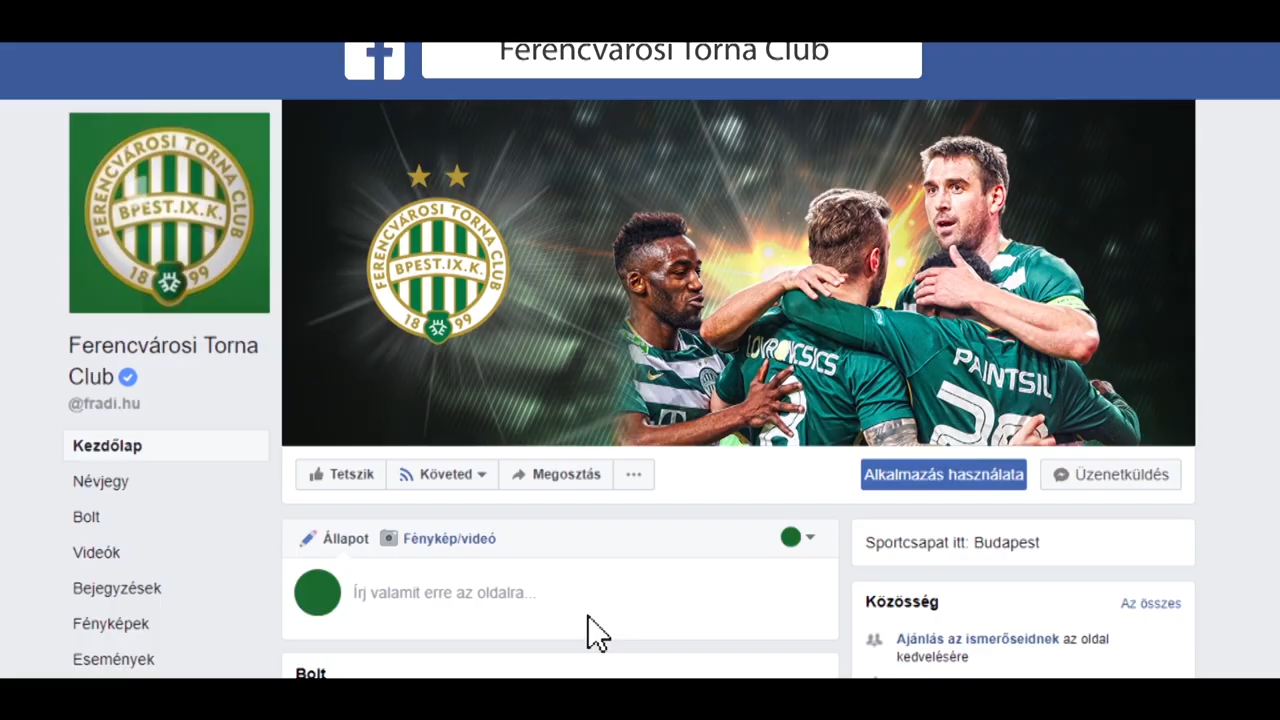 Ferencvárosi Torna Club
FERENCVÁROSI TORNA CLUB
BPEST.IX.K.
18 99
FERENCVÁROSI TORNA CLUB
BPEST.IX.K.
18 99
LOVRENCSICS
8
PAINTSIL
29
Ferencvárosi Torna
Club
@fradi.hu
Kezdőlap
Névjegy
Bolt
Videók
Bejegyzések
Fényképek
Események
Tetszik Követed Megosztás ...
Alkalmazás használata Üzenetküldés
Állapot Fénykép/videó
Írj valamit erre az oldalra...
Bolt
Sportcsapat itt: Budapest
Közösség Az összes
Ajánlás az ismerőseidnek az oldal
kedvelésére